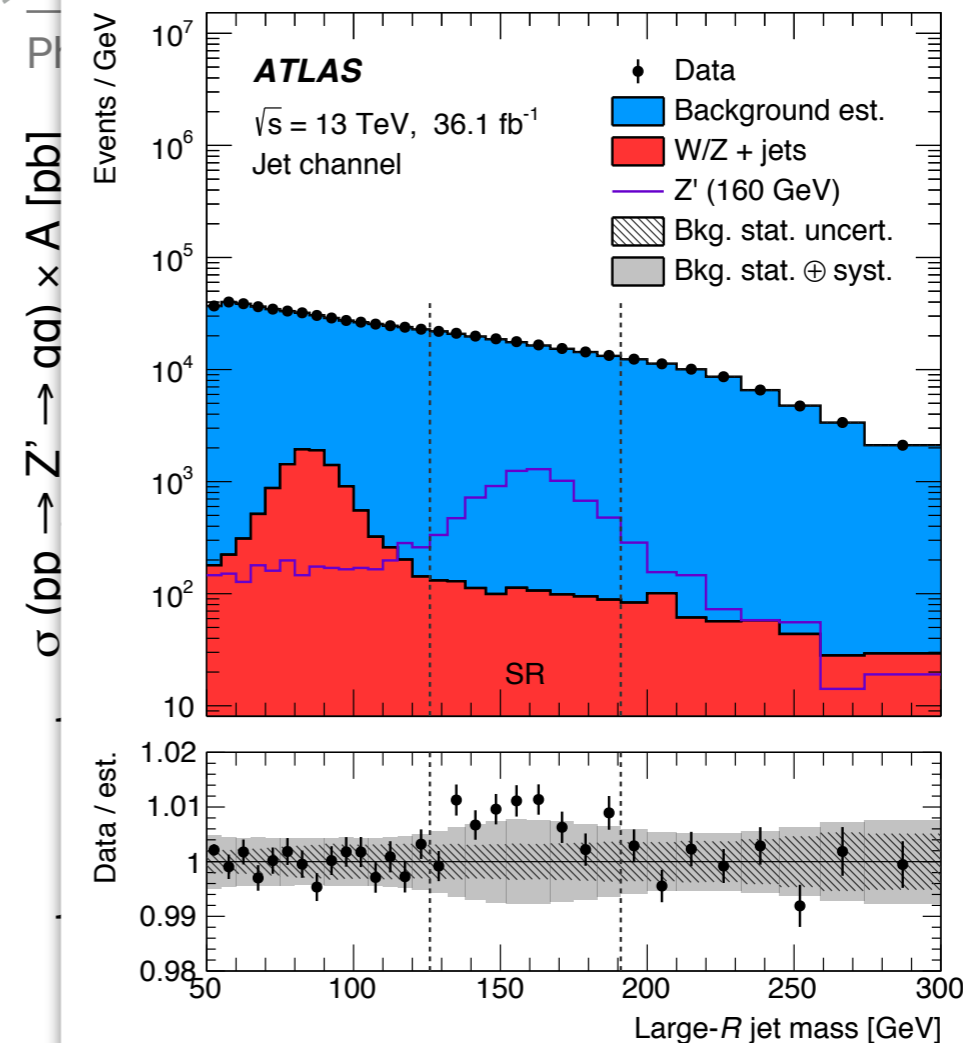 Ph
σ (pp → Z' → qq) × A [pb]
Events / GeV
10⁷
10⁶
10⁵
10⁴
10³
10²
10
ATLAS
√s = 13 TeV, 36.1 fb⁻¹
Jet channel
Data
Background est.
W/Z + jets
Z' (160 GeV)
Bkg. stat. uncert.
Bkg. stat. ⊕ syst.
SR
Data / est.
1.02
1.01
1
0.99
0.98
50 100 150 200 250 300
Large-R jet mass [GeV]